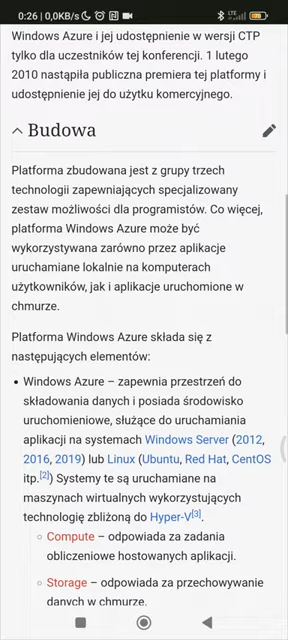 0:26 | 0,0KB/s
Windows Azure i jej udostępnienie w wersji CTP
tylko dla uczestników tej konferencji. 1 lutego
2010 nastąpiła publiczna premiera tej platformy i
udostępnienie jej do użytku komercyjnego.
Budowa
Platforma zbudowana jest z grupy trzech
technologii zapewniających specjalizowany
zestaw możliwości dla programistów. Co więcej,
platforma Windows Azure może być
wykorzystywana zarówno przez aplikacje
uruchamiane lokalnie na komputerach
użytkowników, jak i aplikacje uruchomione w
chmurze.
Platforma Windows Azure składa się z
następujących elementów:
• Windows Azure – zapewnia przestrzeń do
składowania danych i posiada środowisko
uruchomieniowe, służące do uruchamiania
aplikacji na systemach Windows Server (2012,
2016, 2019) lub Linux (Ubuntu, Red Hat, CentOS
itp.[2]) Systemy te są uruchamiane na
maszynach wirtualnych wykorzystujących
technologię zbliżoną do Hyper-V[3].
Compute – odpowiada za zadania
obliczeniowe hostowanych aplikacji.
Storage – odpowiada za przechowywanie
danych w chmurze.